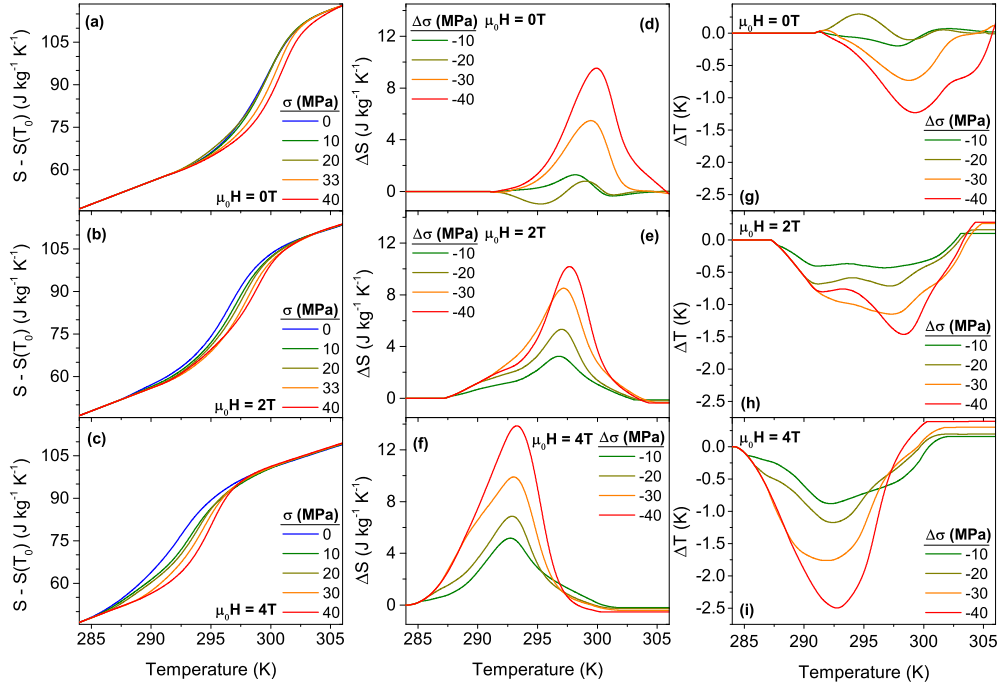 (a)
S - S(T₀) (J kg⁻¹ K⁻¹)
105
90
75
60
σ (MPa)
0
10
20
33
40
μ₀H = 0T
(b)
S - S(T₀) (J kg⁻¹ K⁻¹)
105
90
75
60
σ (MPa)
0
10
20
33
40
μ₀H = 2T
(c)
S - S(T₀) (J kg⁻¹ K⁻¹)
105
90
75
60
σ (MPa)
0
10
20
30
40
μ₀H = 4T
285 290 295 300 305
Temperature (K)
Δσ (MPa) μ₀H = 0T (d)
-10
-20
-30
-40
ΔS (J kg⁻¹ K⁻¹)
12
8
4
0
Δσ (MPa) μ₀H = 2T (e)
-10
-20
-30
-40
ΔS (J kg⁻¹ K⁻¹)
12
8
4
0
(f) μ₀H = 4T Δσ (MPa)
-10
-20
-30
-40
ΔS (J kg⁻¹ K⁻¹)
12
8
4
0
285 290 295 300 305
Temperature (K)
μ₀H = 0T
ΔT (K)
0.0
-0.5
-1.0
-1.5
-2.0
-2.5
Δσ (MPa)
-10
-20
-30
-40
(g)
μ₀H = 2T
ΔT (K)
0.0
-0.5
-1.0
-1.5
-2.0
-2.5
Δσ (MPa)
-10
-20
-30
-40
(h)
μ₀H = 4T
ΔT (K)
0.0
-0.5
-1.0
-1.5
-2.0
-2.5
Δσ (MPa)
-10
-20
-30
-40
(i)
285 290 295 300 305
Temperature (K)